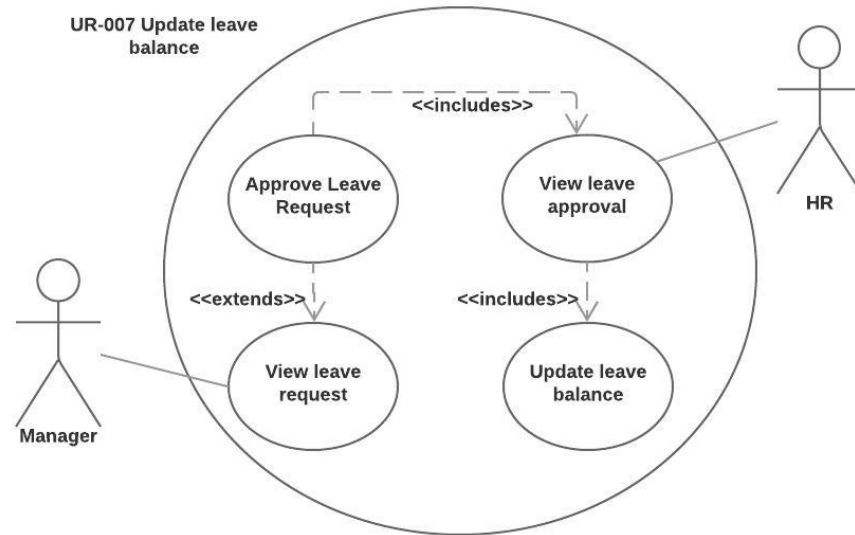 UR-007 Update leave
balance
<<includes>>
Approve Leave
Request
View leave
approval
HR
<<extends>>
<<includes>>
View leave
request
Update leave
balance
Manager